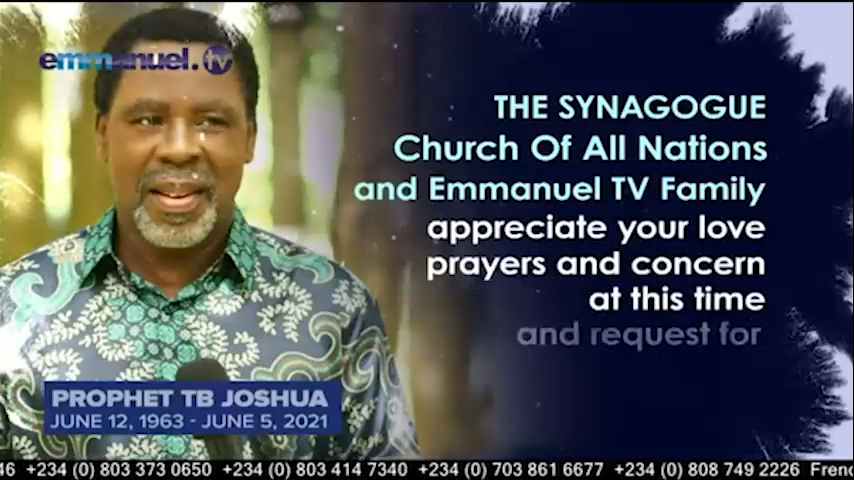 emmanuel.tv
THE SYNAGOGUE
Church Of All Nations
and Emmanuel TV Family
appreciate your love
prayers and concern
at this time
and request for
PROPHET TB JOSHUA
JUNE 12, 1963 - JUNE 5, 2021
46 +234 (0) 803 373 0650 +234 (0) 803 414 7340 +234 (0) 703 861 6677 +234 (0) 808 749 2226 Frenc